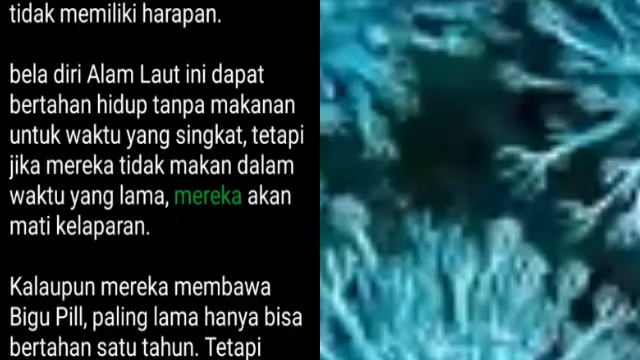 tidak memiliki harapan.
bela diri Alam Laut ini dapat
bertahan hidup tanpa makanan
untuk waktu yang singkat, tetapi
jika mereka tidak makan dalam
waktu yang lama, mereka akan
mati kelaparan.
Kalaupun mereka membawa
Bigu Pill, paling lama hanya bisa
bertahan satu tahun. Tetapi